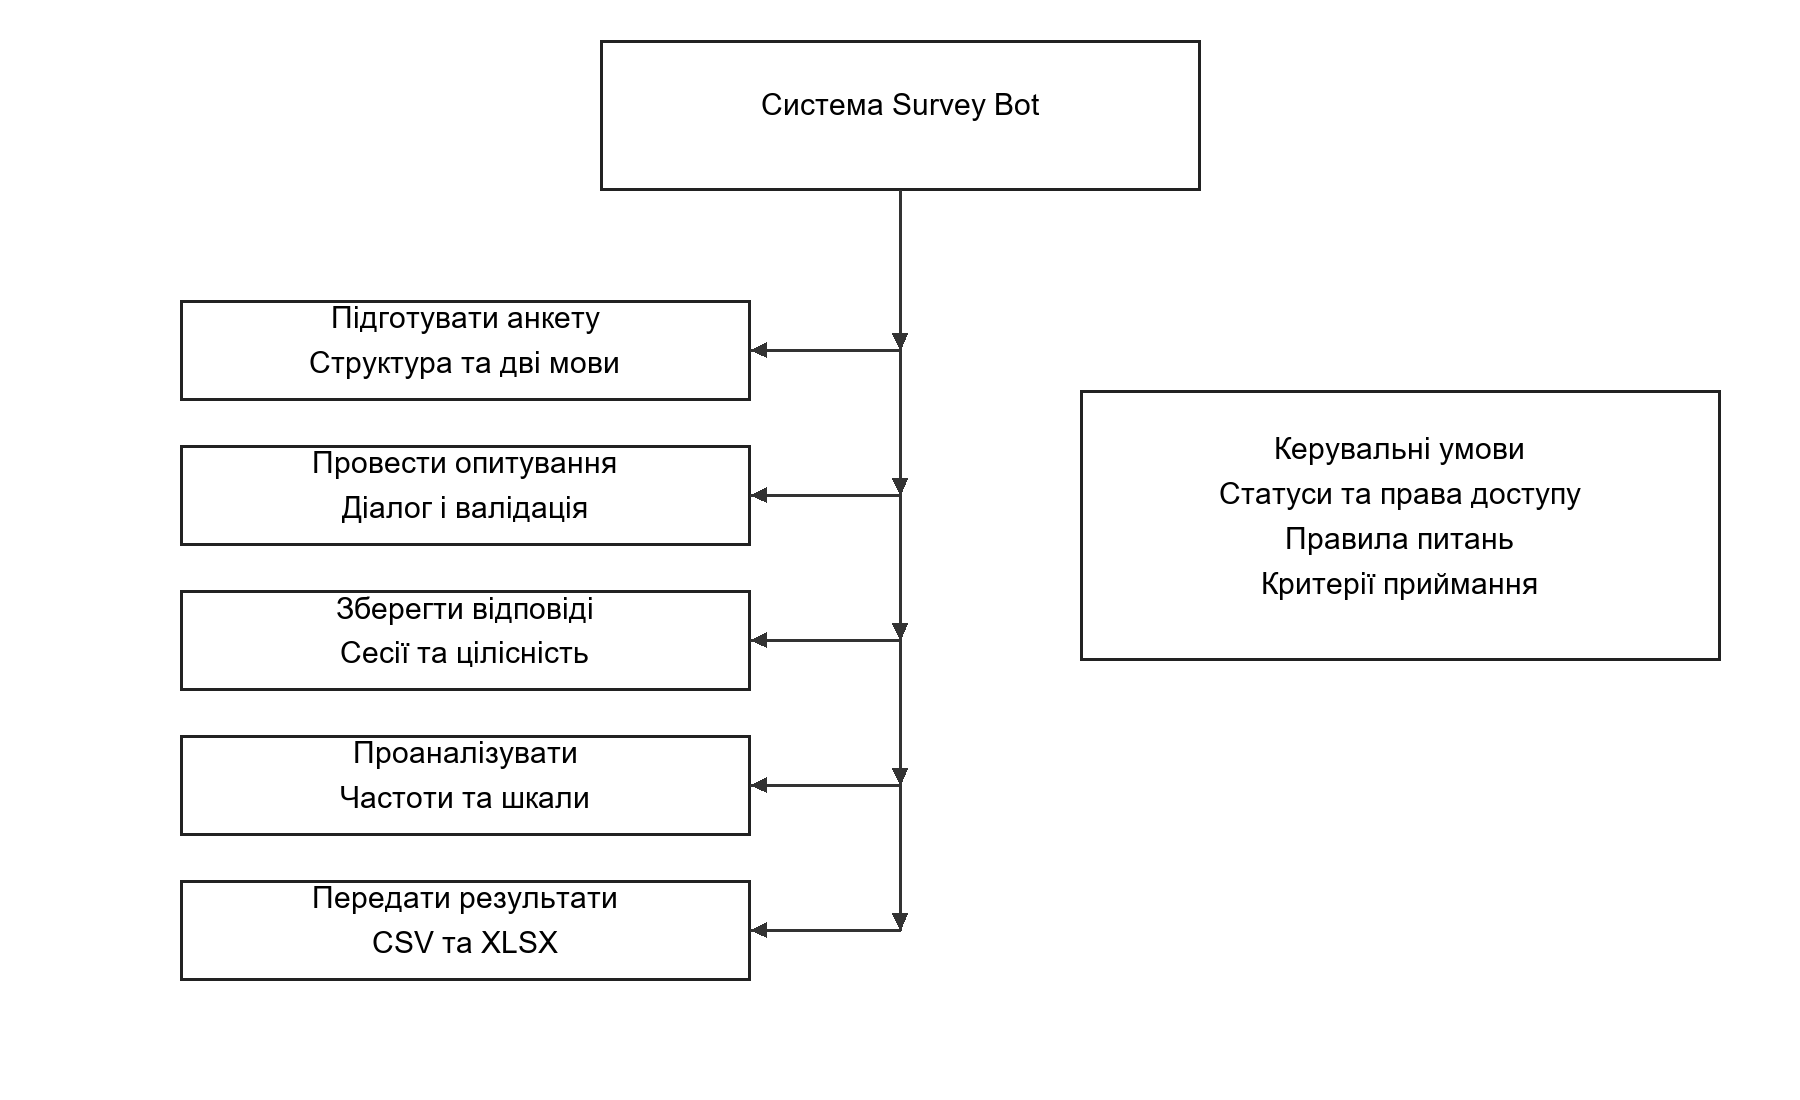 Система Survey Bot
Підготувати анкету
Структура та дві мови
Провести опитування
Діалог і валідація
Зберегти відповіді
Сесії та цілісність
Проаналізувати
Частоти та шкали
Передати результати
CSV та XLSX
Керувальні умови
Статуси та права доступу
Правила питань
Критерії приймання